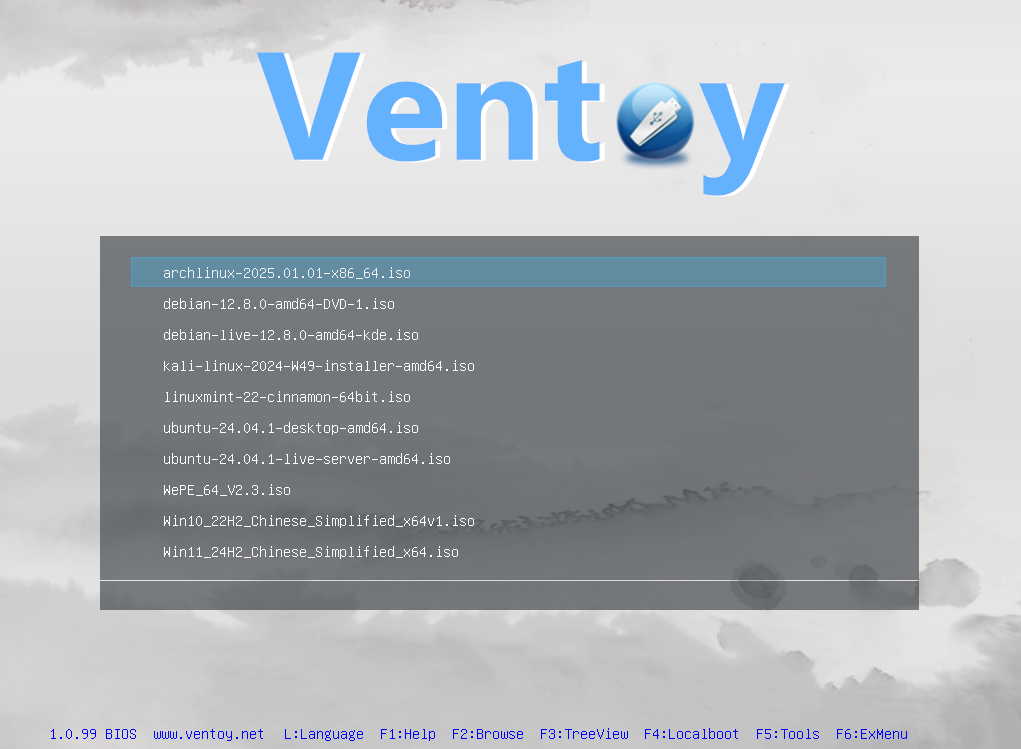 Ventoy
archlinux-2025.01.01-x86_64.iso
debian-12.8.0-amd64-DVD-1.iso
debian-live-12.8.0-amd64-kde.iso
kali-linux-2024-W49-installer-amd64.iso
linuxmint-22-cinnamon-64bit.iso
ubuntu-24.04.1-desktop-amd64.iso
ubuntu-24.04.1-live-server-amd64.iso
WePE_64_V2.3.iso
Win10_22H2_Chinese_Simplified_x64v1.iso
Win11_24H2_Chinese_Simplified_x64.iso
1.0.99 BIOS www.ventoy.net L:Language F1:Help F2:Browse F3:TreeView F4:Localboot F5:Tools F6:ExMenu